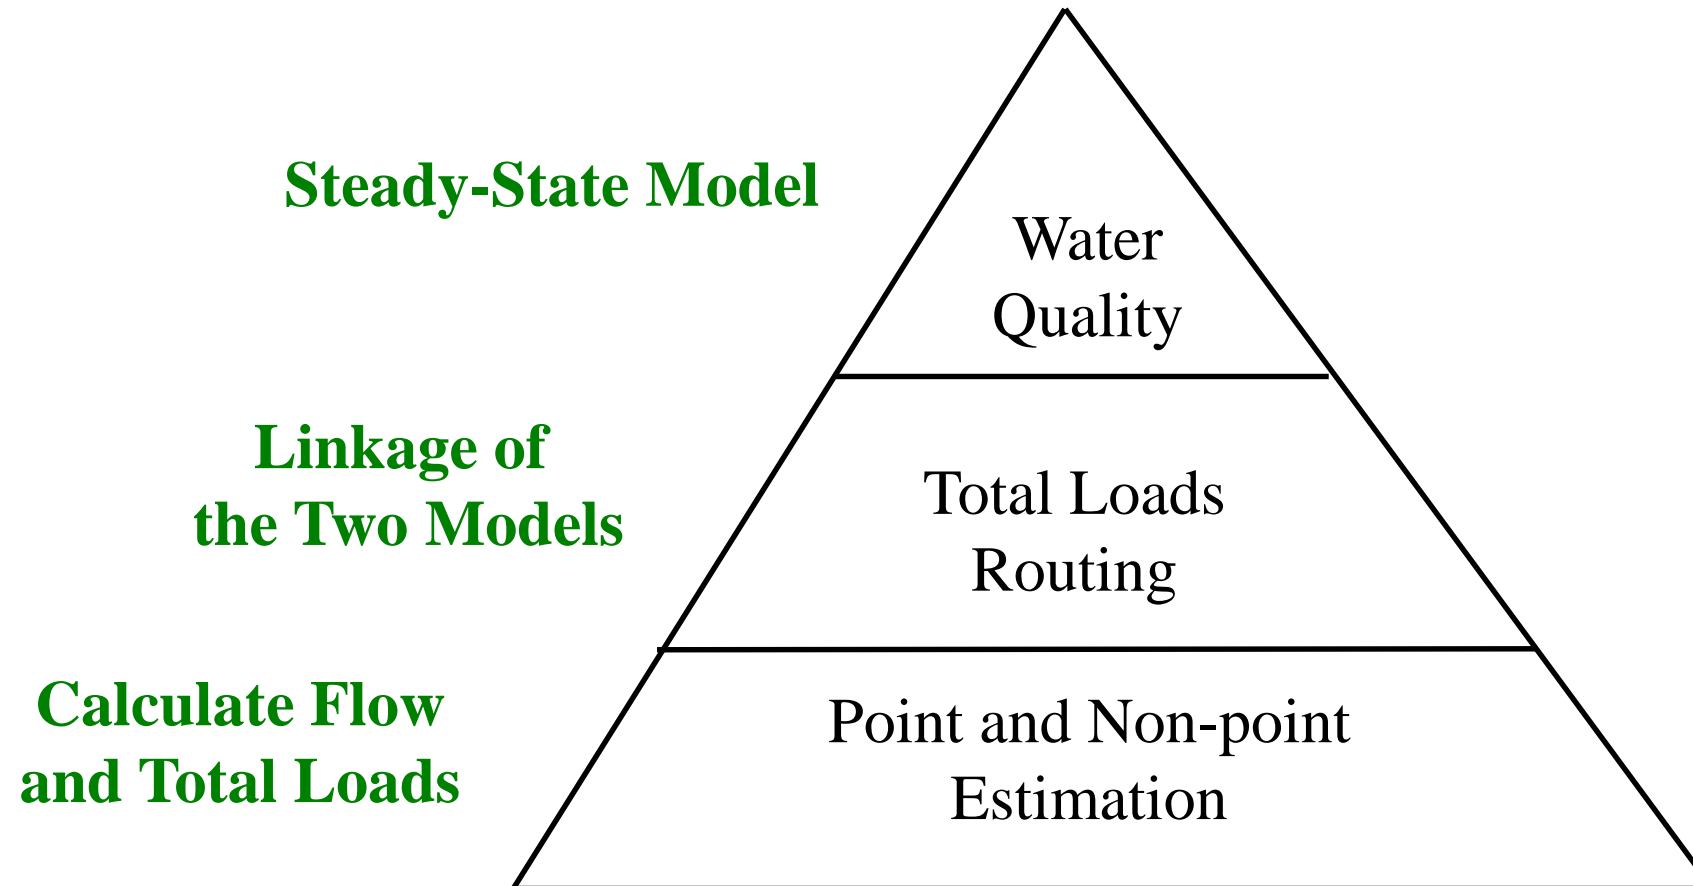 Steady-State Model
Water
Quality
Linkage of
the Two Models
Total Loads
Routing
Calculate Flow
and Total Loads
Point and Non-point
Estimation